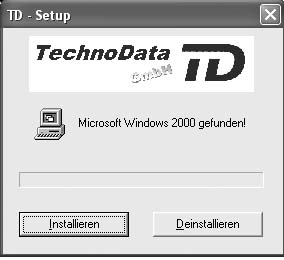 TD - Setup
TechnoData TD
GmbH
Microsoft Windows 2000 gefunden!
Installieren
Deinstallieren